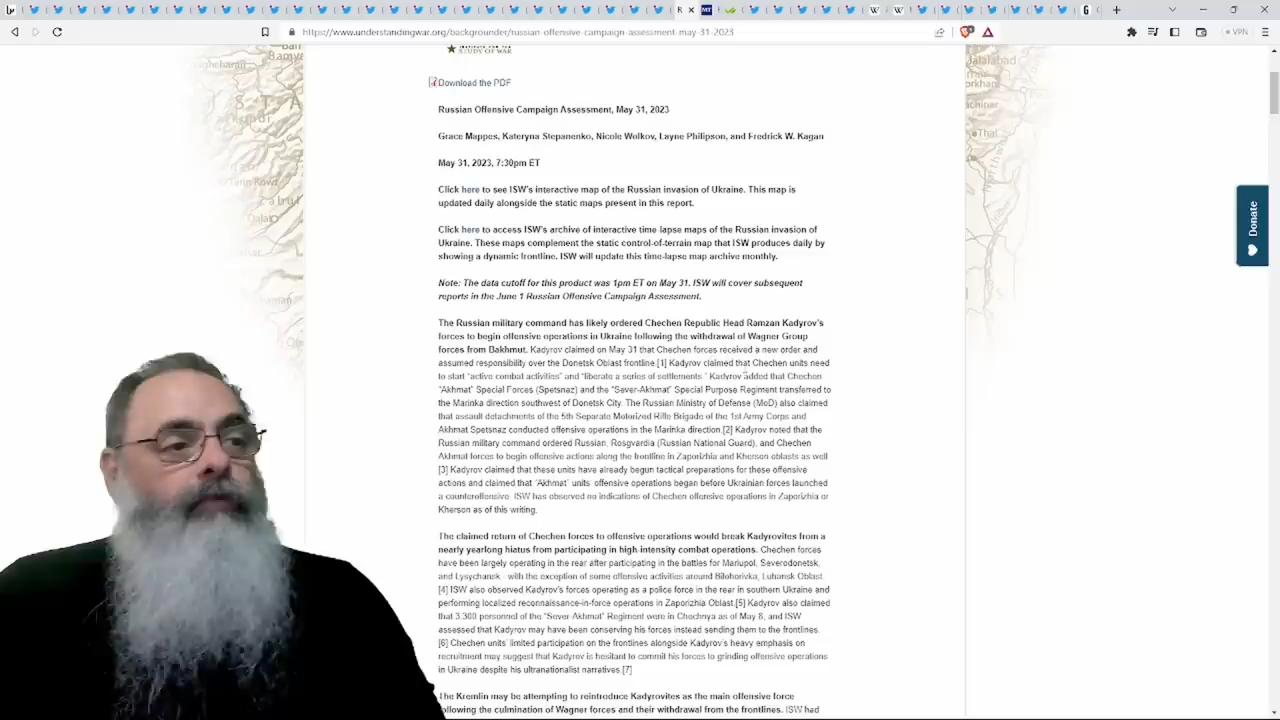 https://www.understandingwar.org/backgrounder/russian-offensive-campaign-assessment-may-31-2023
VPN
STUDY OF WAR
Download the PDF
Russian Offensive Campaign Assessment, May 31, 2023
Grace Mappes, Kateryna Stepanenko, Nicole Wolkov, Layne Philipson, and Fredrick W. Kagan
May 31, 2023, 7:30pm ET
Click here to see ISW's interactive map of the Russian invasion of Ukraine. This map is
updated daily alongside the static maps present in this report.
Click here to access ISW's archive of interactive time lapse maps of the Russian invasion of
Ukraine. These maps complement the static control-of-terrain map that ISW produces daily by
showing a dynamic frontline. ISW will update this time-lapse map archive monthly.
Note: The data cutoff for this product was 1pm ET on May 31. ISW will cover subsequent
reports in the June 1 Russian Offensive Campaign Assessment.
The Russian military command has likely ordered Chechen Republic Head Ramzan Kadyrov's
forces to begin offensive operations in Ukraine following the withdrawal of Wagner Group
forces from Bakhmut. Kadyrov claimed on May 31 that Chechen forces received a new order and
assumed responsibility over the Donetsk Oblast frontline.[1] Kadyrov claimed that Chechen units need
to start "active combat activities" and "liberate a series of settlements." Kadyrov added that Chechen
"Akhmat" Special Forces (Spetsnaz) and the "Sever-Akhmat" Special Purpose Regiment transferred to
the Marinka direction southwest of Donetsk City. The Russian Ministry of Defense (MoD) also claimed
that assault detachments of the 5th Separate Motorized Rifle Brigade of the 1st Army Corps and
Akhmat Spetsnaz conducted offensive operations in the Marinka direction.[2] Kadyrov noted that the
Russian military command ordered Russian, Rosgvardia (Russian National Guard), and Chechen
Akhmat forces to begin offensive actions along the frontline in Zaporizhia and Kherson oblasts as well
[3] Kadyrov claimed that these units have already begun tactical preparations for these offensive
actions and claimed that "Akhmat" units' offensive operations began before Ukrainian forces launched
a counteroffensive. ISW has observed no indications of Chechen offensive operations in Zaporizhia or
Kherson as of this writing.
The claimed return of Chechen forces to offensive operations would break Kadyrovites from a
nearly yearlong hiatus from participating in high-intensity combat operations. Chechen forces
have been largely operating in the rear after participating in the battles for Mariupol, Severodonetsk,
and Lysychansk - with the exception of some offensive activities around Bilohorivka, Luhansk Oblast.
[4] ISW also observed Kadyrov's forces operating as a police force in the rear in southern Ukraine and
performing localized reconnaissance-in-force operations in Zaporizhia Oblast.[5] Kadyrov also claimed
that 3,300 personnel of the "Sever-Akhmat" Regiment were in Chechnya as of May 8, and ISW
assessed that Kadyrov may have been conserving his forces instead sending them to the frontlines.
[6] Chechen units' limited participation on the frontlines alongside Kadyrov's heavy emphasis on
recruitment may suggest that Kadyrov is hesitant to commit his forces to grinding offensive operations
in Ukraine despite his ultranationalist narratives.[7]
The Kremlin may be attempting to reintroduce Kadyrovites as the main offensive force
following the culmination of Wagner forces and their withdrawal from the frontlines. ISW had
Donate